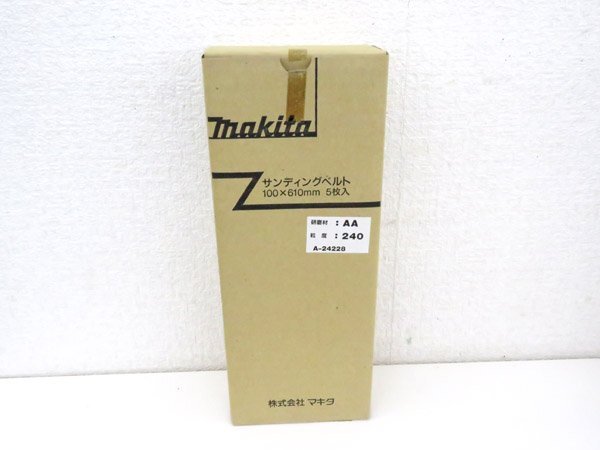 makita
サンディングベルト
100×610mm 5枚入
研磨材 : AA
粒 度 : 240
A-24228
株式会社 マキタ